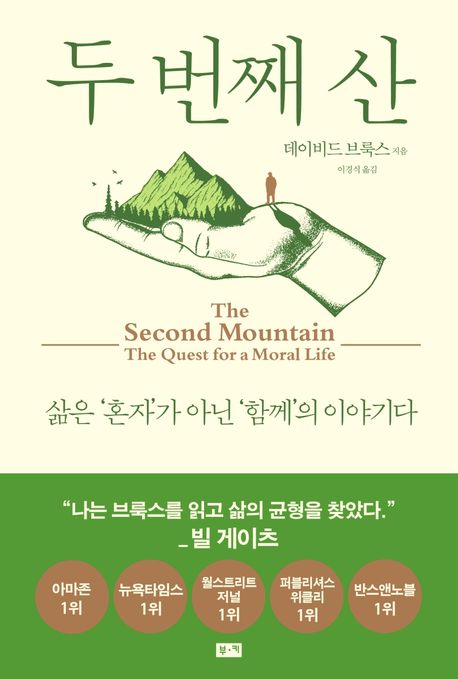 두 번째 산
데이비드 브룩스 지음
이경식 옮김
The
Second Mountain
The Quest for a Moral Life
삶은 ‘혼자’가 아닌 ‘함께’의 이야기다
“나는 브룩스를 읽고 삶의 균형을 찾았다.”
_빌 게이츠
아마존
1위
뉴욕타임스
1위
월스트리트
저널
1위
퍼블리셔스
위클리
1위
반스앤노블
1위
부·키